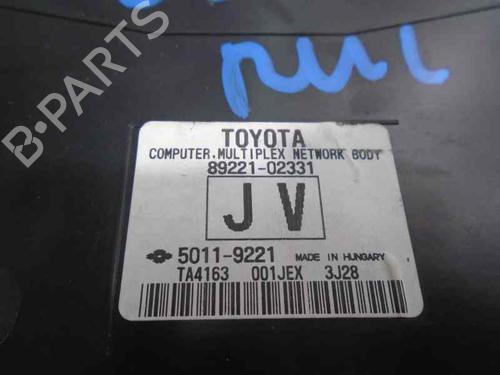 B-PARTS
TOYOTA
COMPUTER.MULTIPLEX NETWORK BODY
89221-02331
JV
5011-9221 MADE IN HUNGARY
TA4163 001JEX 3J28